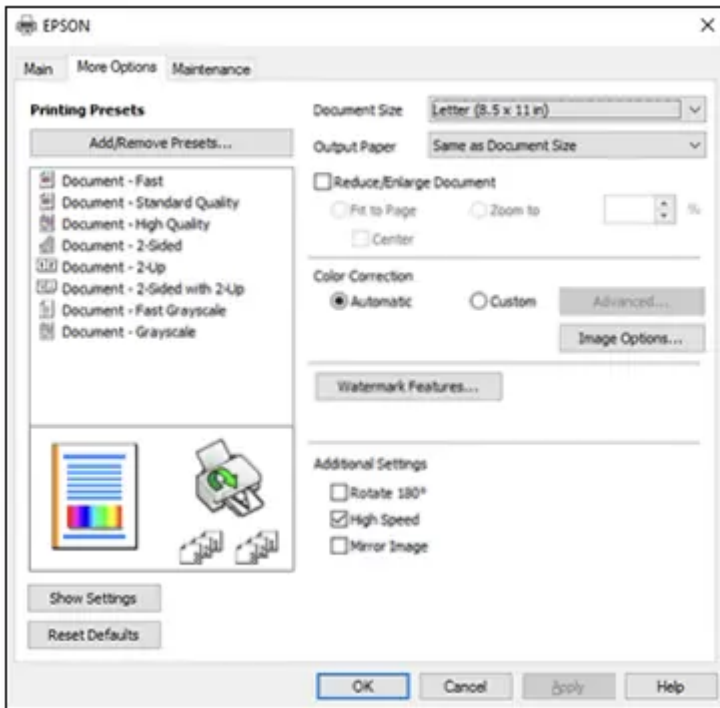 EPSON
Main More Options Maintenance
Printing Presets
Add/Remove Presets...
Document - Fast
Document - Standard Quality
Document - High Quality
Document - 2-Sided
Document - 2-Up
Document - 2-Sided with 2-Up
Document - Fast Grayscale
Document - Grayscale
Show Settings
Reset Defaults
Document Size Letter (8.5 x 11 in)
Output Paper Same as Document Size
Reduce/Enlarge Document
Fit to Page Zoom to %
Center
Color Correction
Automatic Custom Advanced...
Image Options...
Watermark Features...
Additional Settings
Rotate 180°
High Speed
Mirror Image
OK Cancel Apply Help